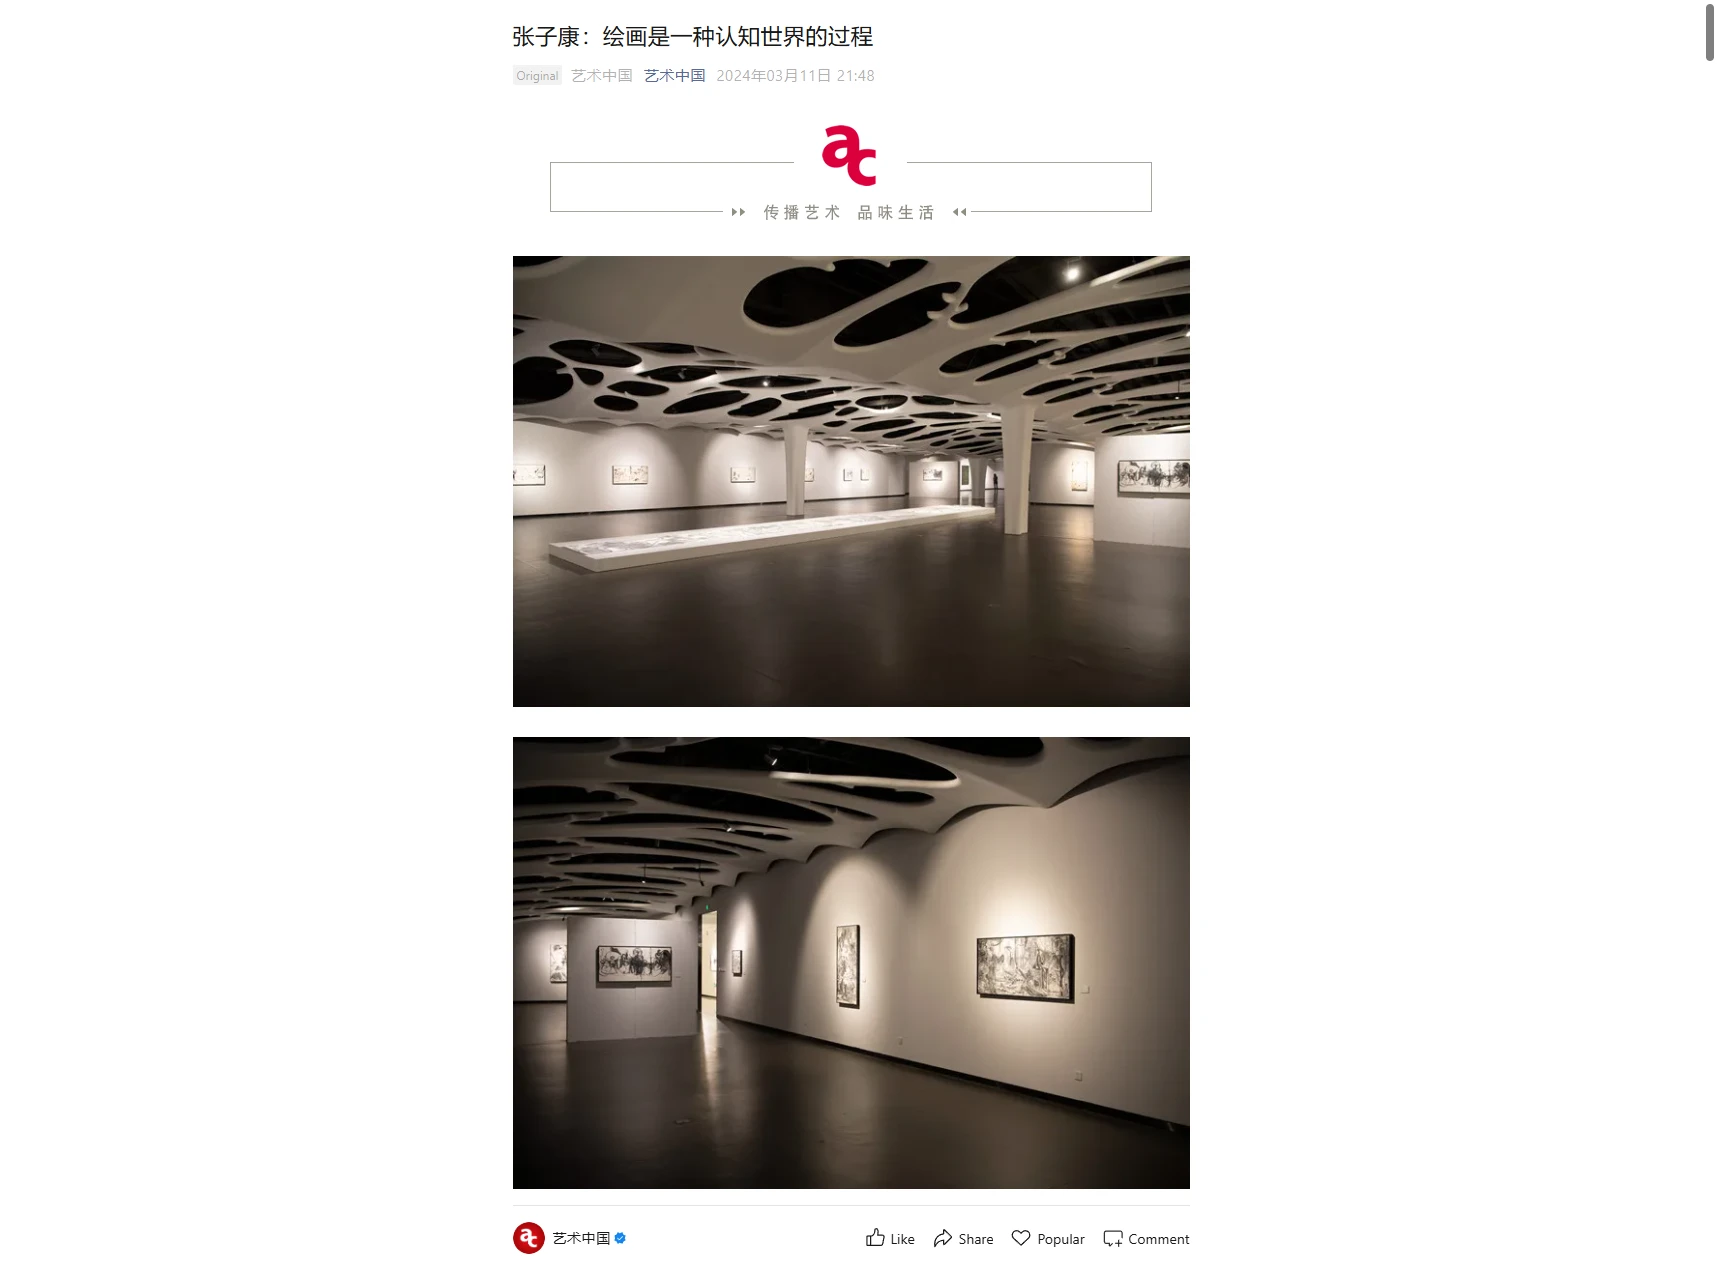 张子康：绘画是一种认知世界的过程
Original 艺术中国 艺术中国 2024年03月11日 21:48
ac
传播艺术 品味生活
ac 艺术中国 Like Share Popular Comment